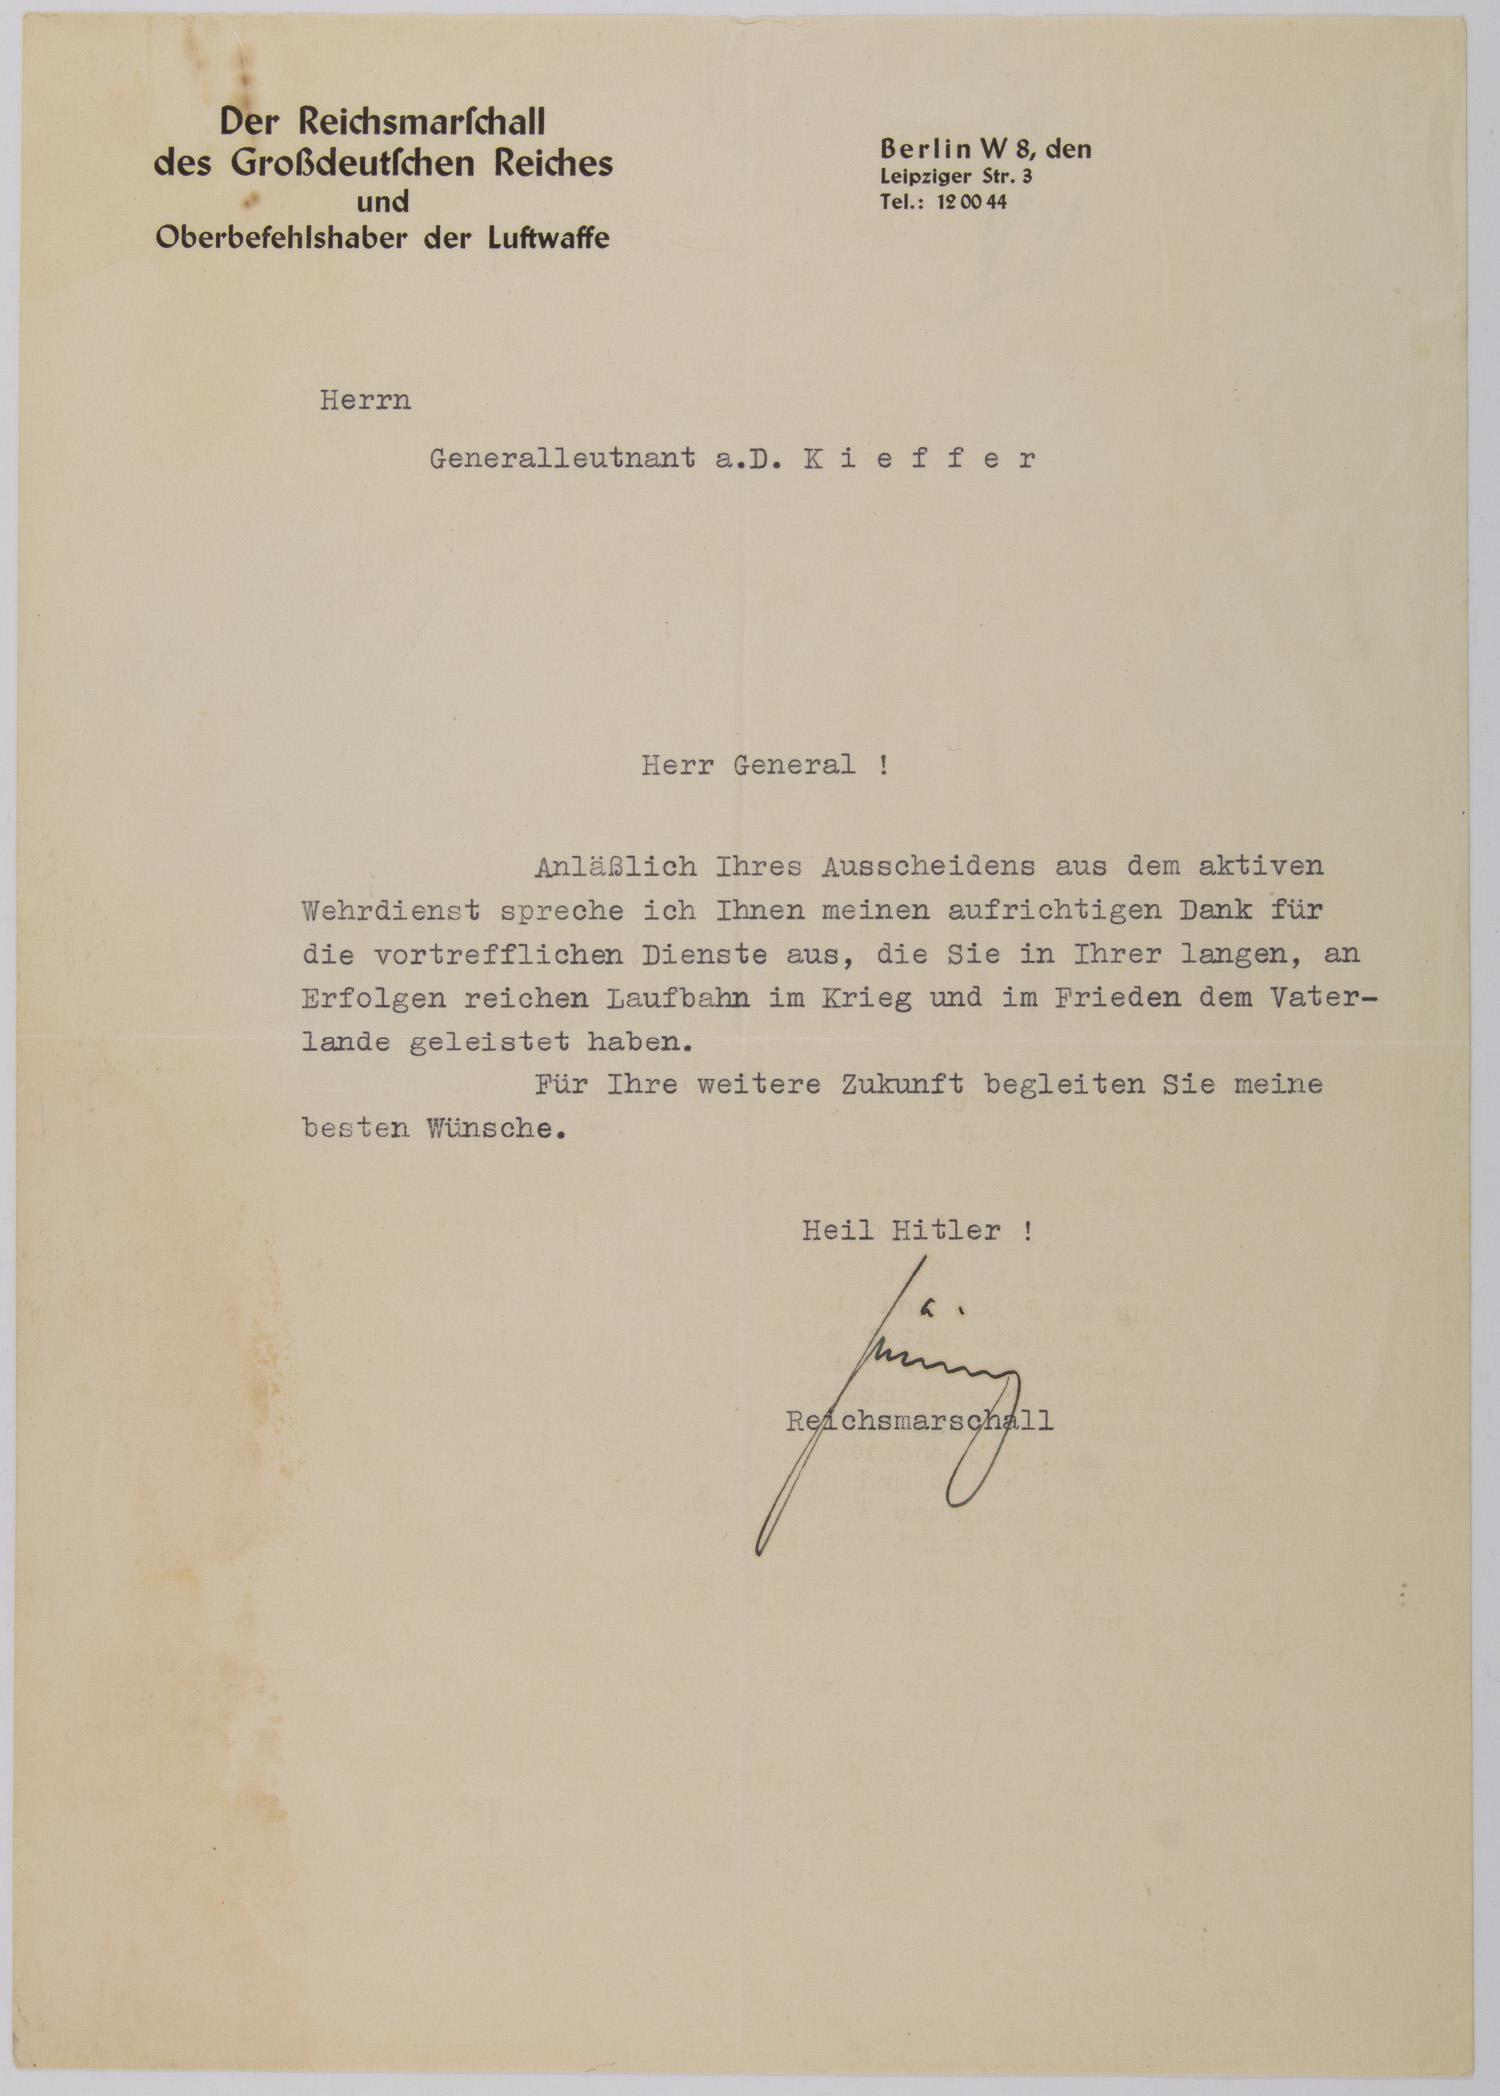 Der Reichsmarſchall
des Großdeutſchen Reiches
und
Oberbefehlshaber der Luftwaffe
Berlin W 8, den
Leipziger Str. 3
Tel.: 12 00 44
Herrn
Generalleutnant a.D. K i e f f e r
Herr General !
Anläßlich Ihres Ausscheidens aus dem aktiven
Wehrdienst spreche ich Ihnen meinen aufrichtigen Dank für
die vortrefflichen Dienste aus, die Sie in Ihrer langen, an
Erfolgen reichen Laufbahn im Krieg und im Frieden dem Vater-
lande geleistet haben.
Für Ihre weitere Zukunft begleiten Sie meine
besten Wünsche.
Heil Hitler !
Reichsmarschall